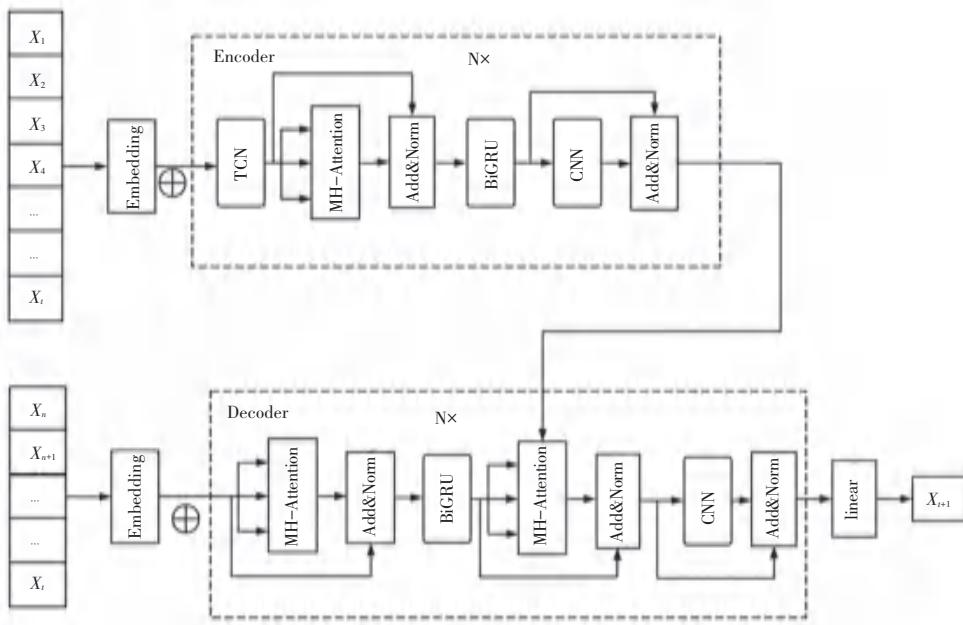 X1
X2
X3
X4
...
...
Xt
Embedding
Encoder
N×
TCN
MH-Attention
Add&Norm
BiGRU
CNN
Add&Norm
Xn
Xn+1
...
...
Xt
Embedding
Decoder
N×
MH-Attention
Add&Norm
BiGRU
MH-Attention
Add&Norm
CNN
Add&Norm
linear
Xt+1